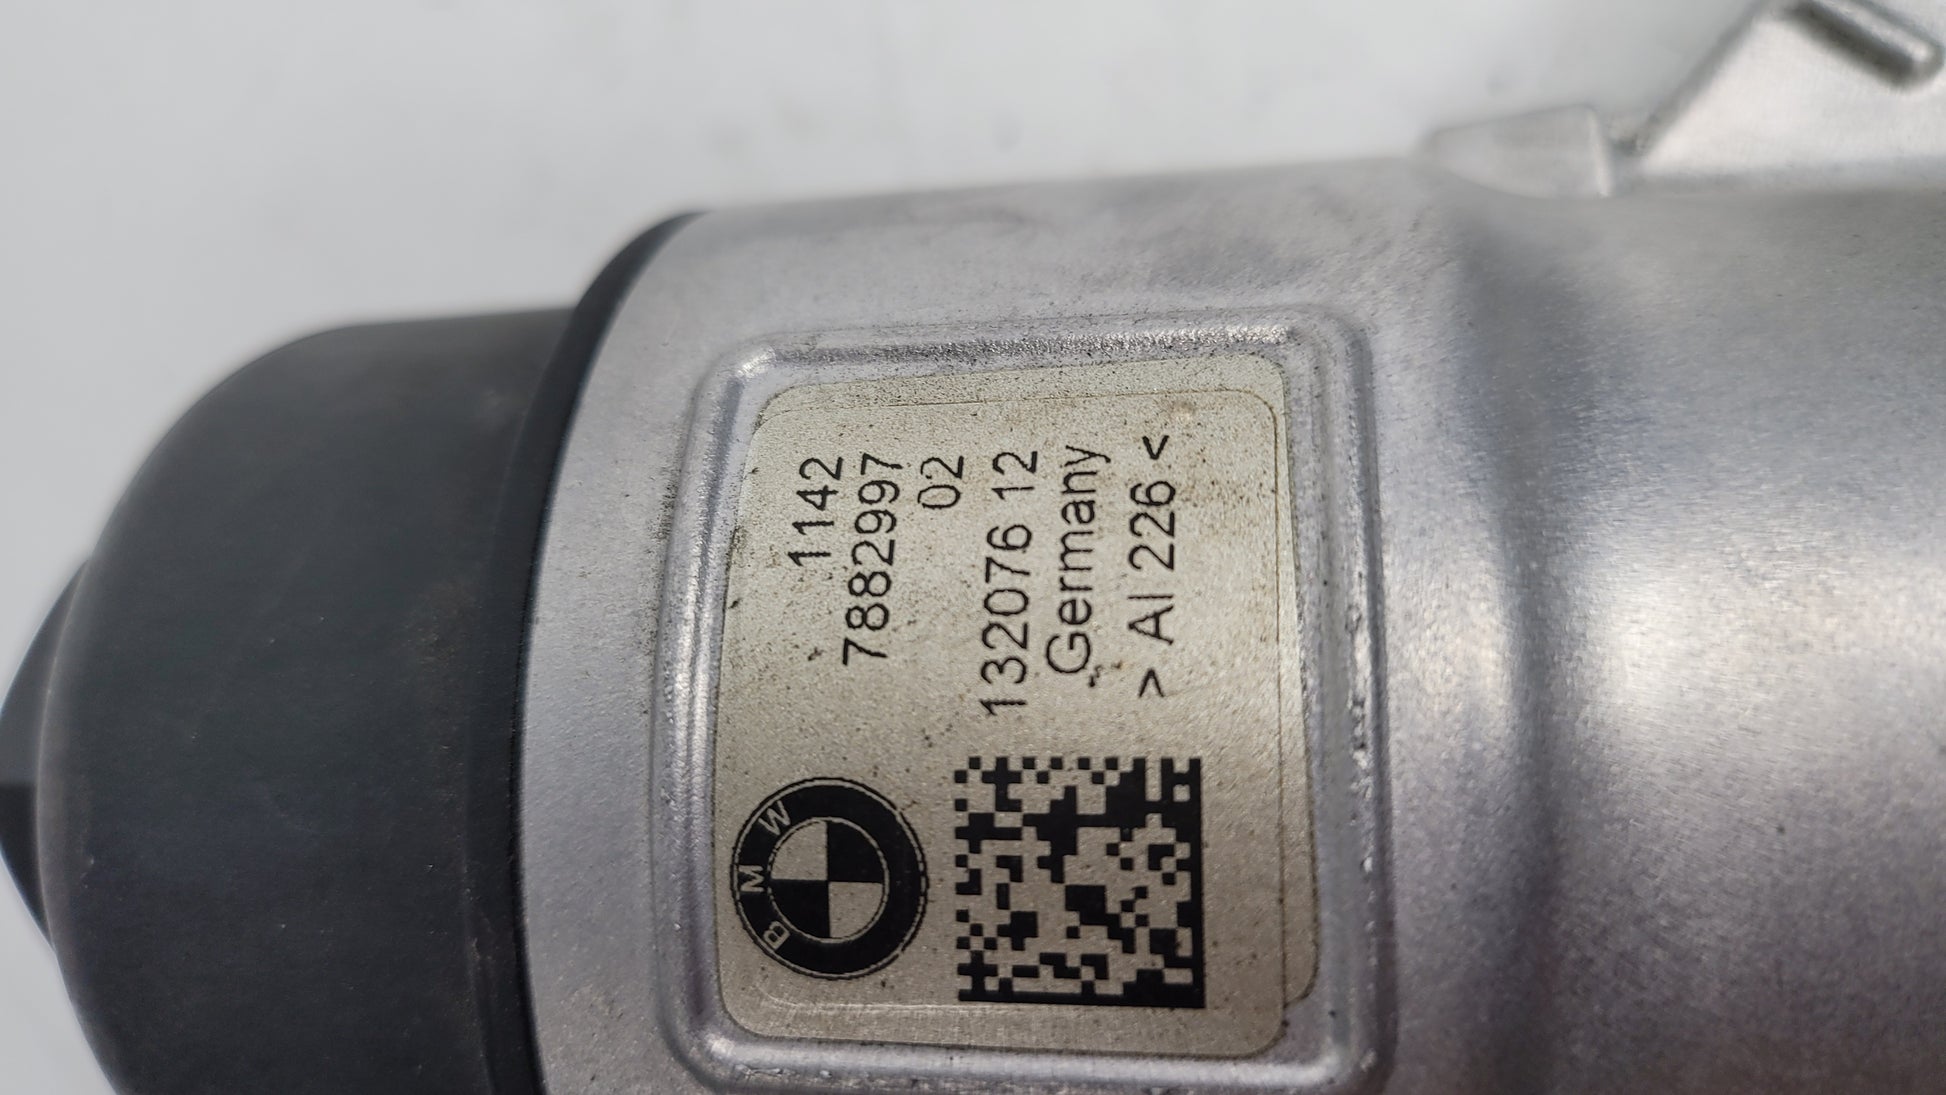 1142
7882997
02
132076 12
Germany
> Al 226 <
BMW